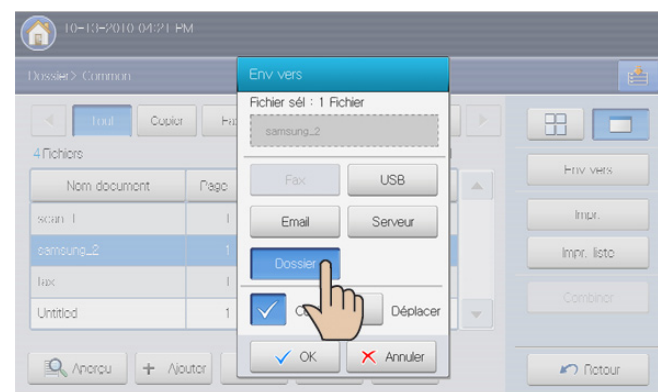 10-13-2010 04:21 PM
Dossier> Common
Env vers
Fichier sél : 1 Fichier
samsung_2
Tout Copier
4 Fichiers
Nom document Page
Fax USB
Env vers
scan_1 1
Email Serveur
Impr.
samsung_2 1
Dossier
Impr. liste
fax 1
Combiner
Untitled 1
Déplacer
Aperçu + Ajouter
OK Annuler
Retour